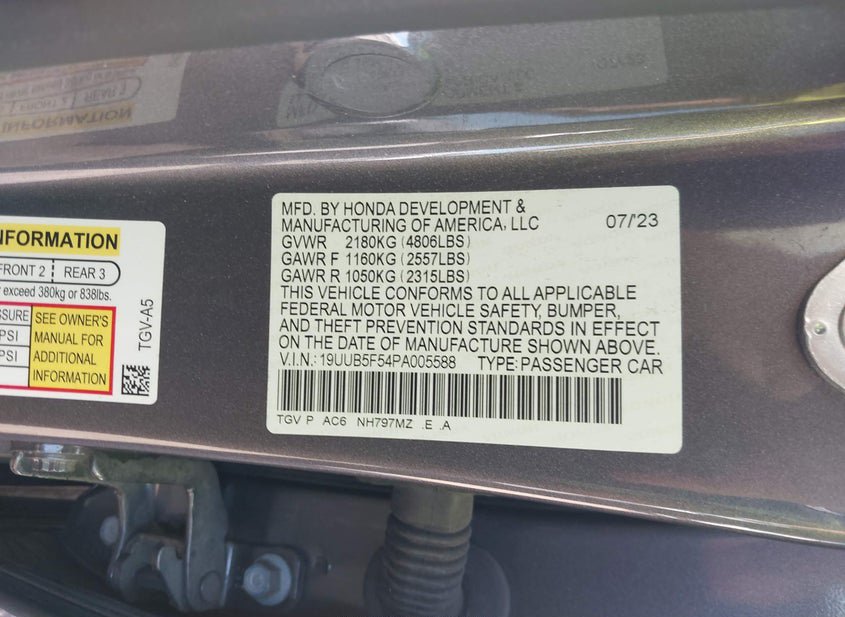 NFORMATION
FRONT 2 | REAR 3
exceed 380kg or 838lbs.
SSURE
PSI
PSI
SEE OWNER'S
MANUAL FOR
ADDITIONAL
INFORMATION
TGV-A5
MFD. BY HONDA DEVELOPMENT &
MANUFACTURING OF AMERICA, LLC 07/'23
GVWR 2180KG (4806LBS)
GAWR F 1160KG (2557LBS)
GAWR R 1050KG (2315LBS)
THIS VEHICLE CONFORMS TO ALL APPLICABLE
FEDERAL MOTOR VEHICLE SAFETY, BUMPER,
AND THEFT PREVENTION STANDARDS IN EFFECT
ON THE DATE OF MANUFACTURE SHOWN ABOVE.
V.I.N.: 19UUB5F54PA005588 TYPE:PASSENGER CAR
TGV P AC6 NH797MZ .E .A